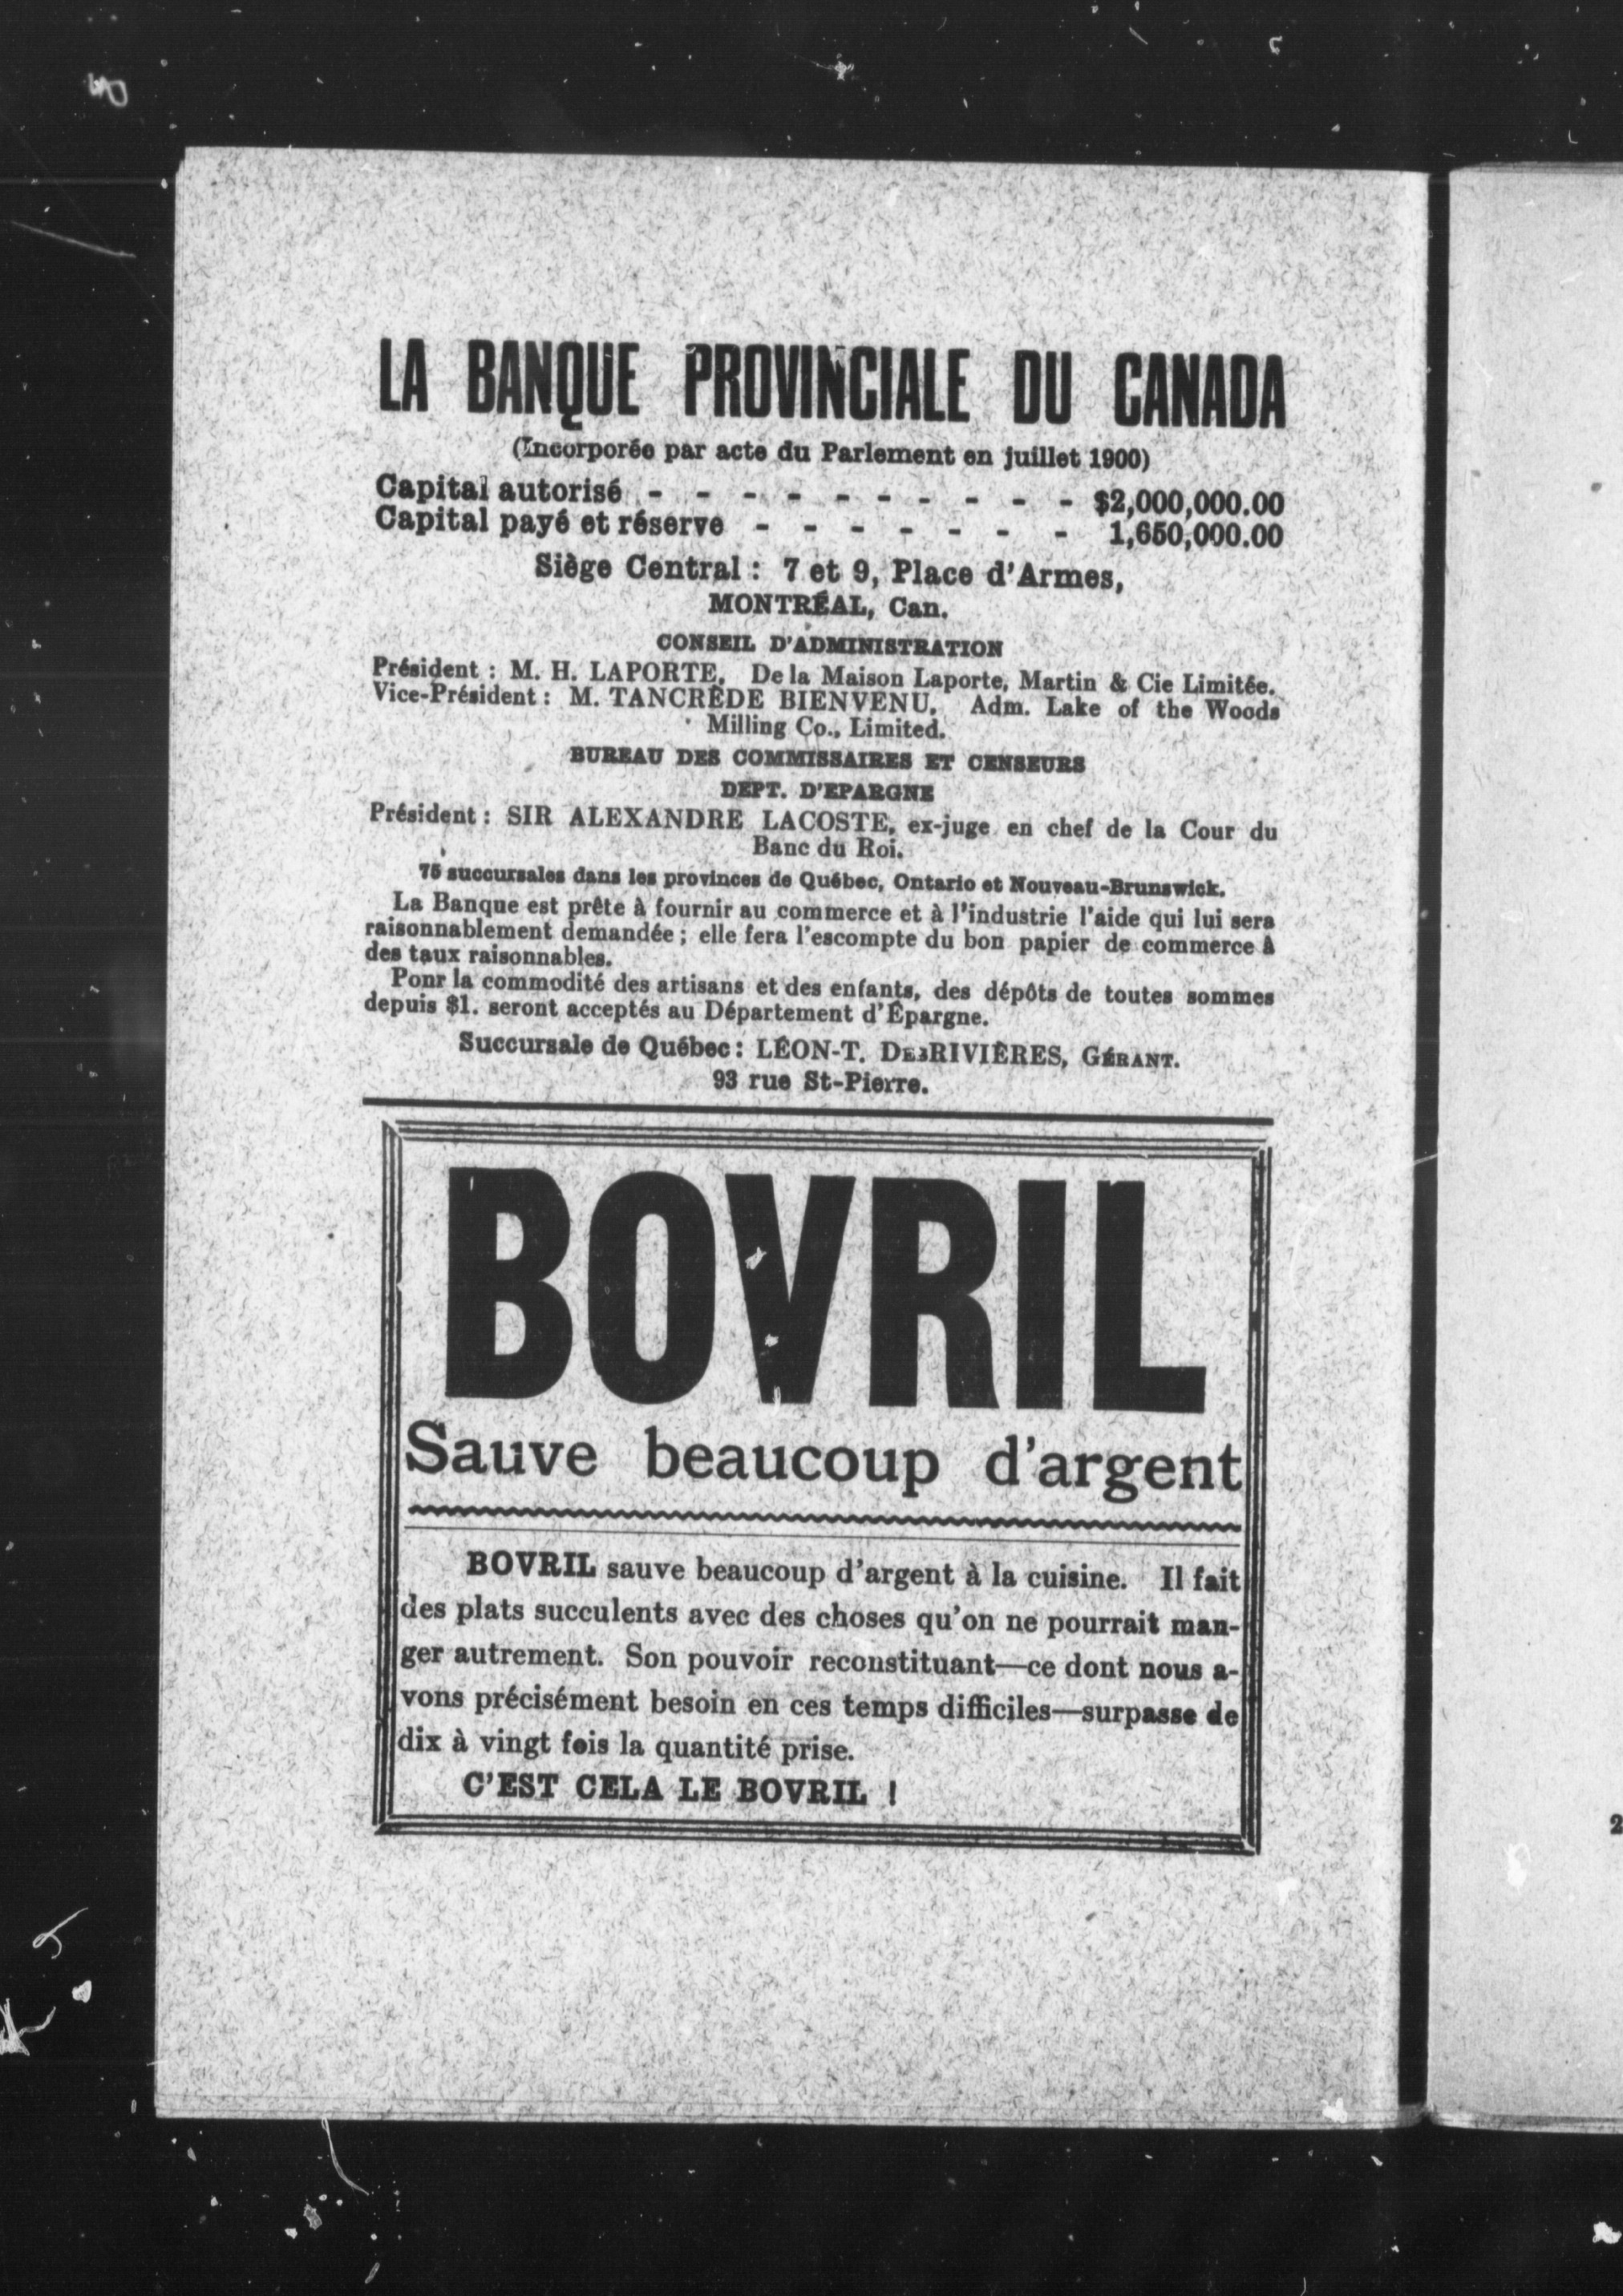 LA BANQUE PROVINCIALE DU CANADA
(Incorporée par acte du Parlement en juillet 1900)
Capital autorisé - - - - - - - - - - $2,000,000.00
Capital payé et réserve - - - - - - - 1,650,000.00
Siège Central : 7 et 9, Place d'Armes,
MONTRÉAL, Can.
CONSEIL D'ADMINISTRATION
Président : M. H. LAPORTE, De la Maison Laporte, Martin & Cie Limitée.
Vice-Président : M. TANCRÈDE BIENVENU, Adm. Lake of the Woods
Milling Co., Limited.
BUREAU DES COMMISSAIRES ET CENSEURS
DEPT. D'EPARGNE
Président : SIR ALEXANDRE LACOSTE, ex-juge en chef de la Cour du
Banc du Roi.
75 succursales dans les provinces de Québec, Ontario et Nouveau-Brunswick.
La Banque est prête à fournir au commerce et à l'industrie l'aide qui lui sera
raisonnablement demandée ; elle fera l'escompte du bon papier de commerce à
des taux raisonnables.
Ponr la commodité des artisans et des enfants, des dépôts de toutes sommes
depuis $1. seront acceptés au Département d'Épargne.
Succursale de Québec : LÉON-T. DesRIVIÈRES, GÉRANT.
93 rue St-Pierre.
BOVRIL
Sauve beaucoup d'argent
BOVRIL sauve beaucoup d'argent à la cuisine. Il fait
des plats succulents avec des choses qu'on ne pourrait man-
ger autrement. Son pouvoir reconstituant—ce dont nous a-
vons précisément besoin en ces temps difficiles—surpasse de
dix à vingt fois la quantité prise.
C'EST CELA LE BOVRIL !
2